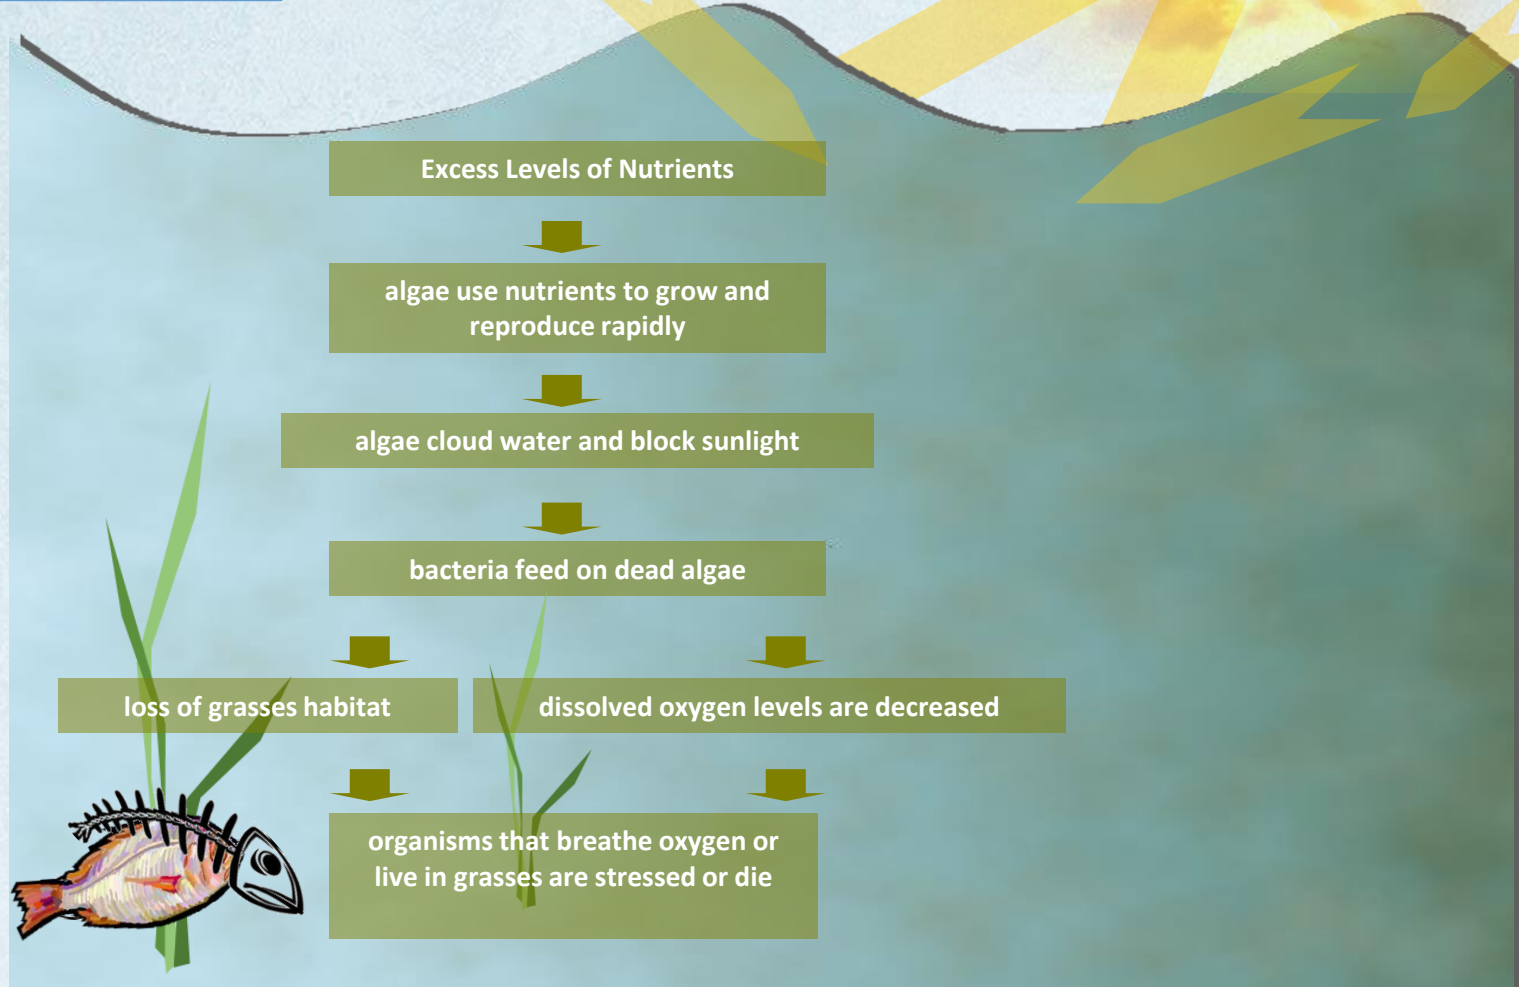 Excess Levels of Nutrients
algae use nutrients to grow and
reproduce rapidly
algae cloud water and block sunlight
bacteria feed on dead algae
loss of grasses habitat
dissolved oxygen levels are decreased
organisms that breathe oxygen or
live in grasses are stressed or die